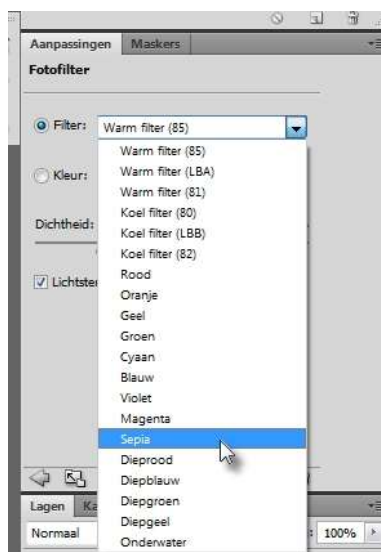 Aanpassingen Maskers
Fotofilter
Filter: Warm filter (85)
Warm filter (85)
Warm filter (LBA)
Kleur: Warm filter (81)
Koel filter (80)
Dichtheid: Koel filter (LBB)
Koel filter (82)
Rood
Lichtste Oranje
Geel
Groen
Cyaan
Blauw
Violet
Magenta
Sepia
Dieprood
Diepblauw
Lagen Ka Diepgroen
Diepgeel
Normaal Onderwater : 100%